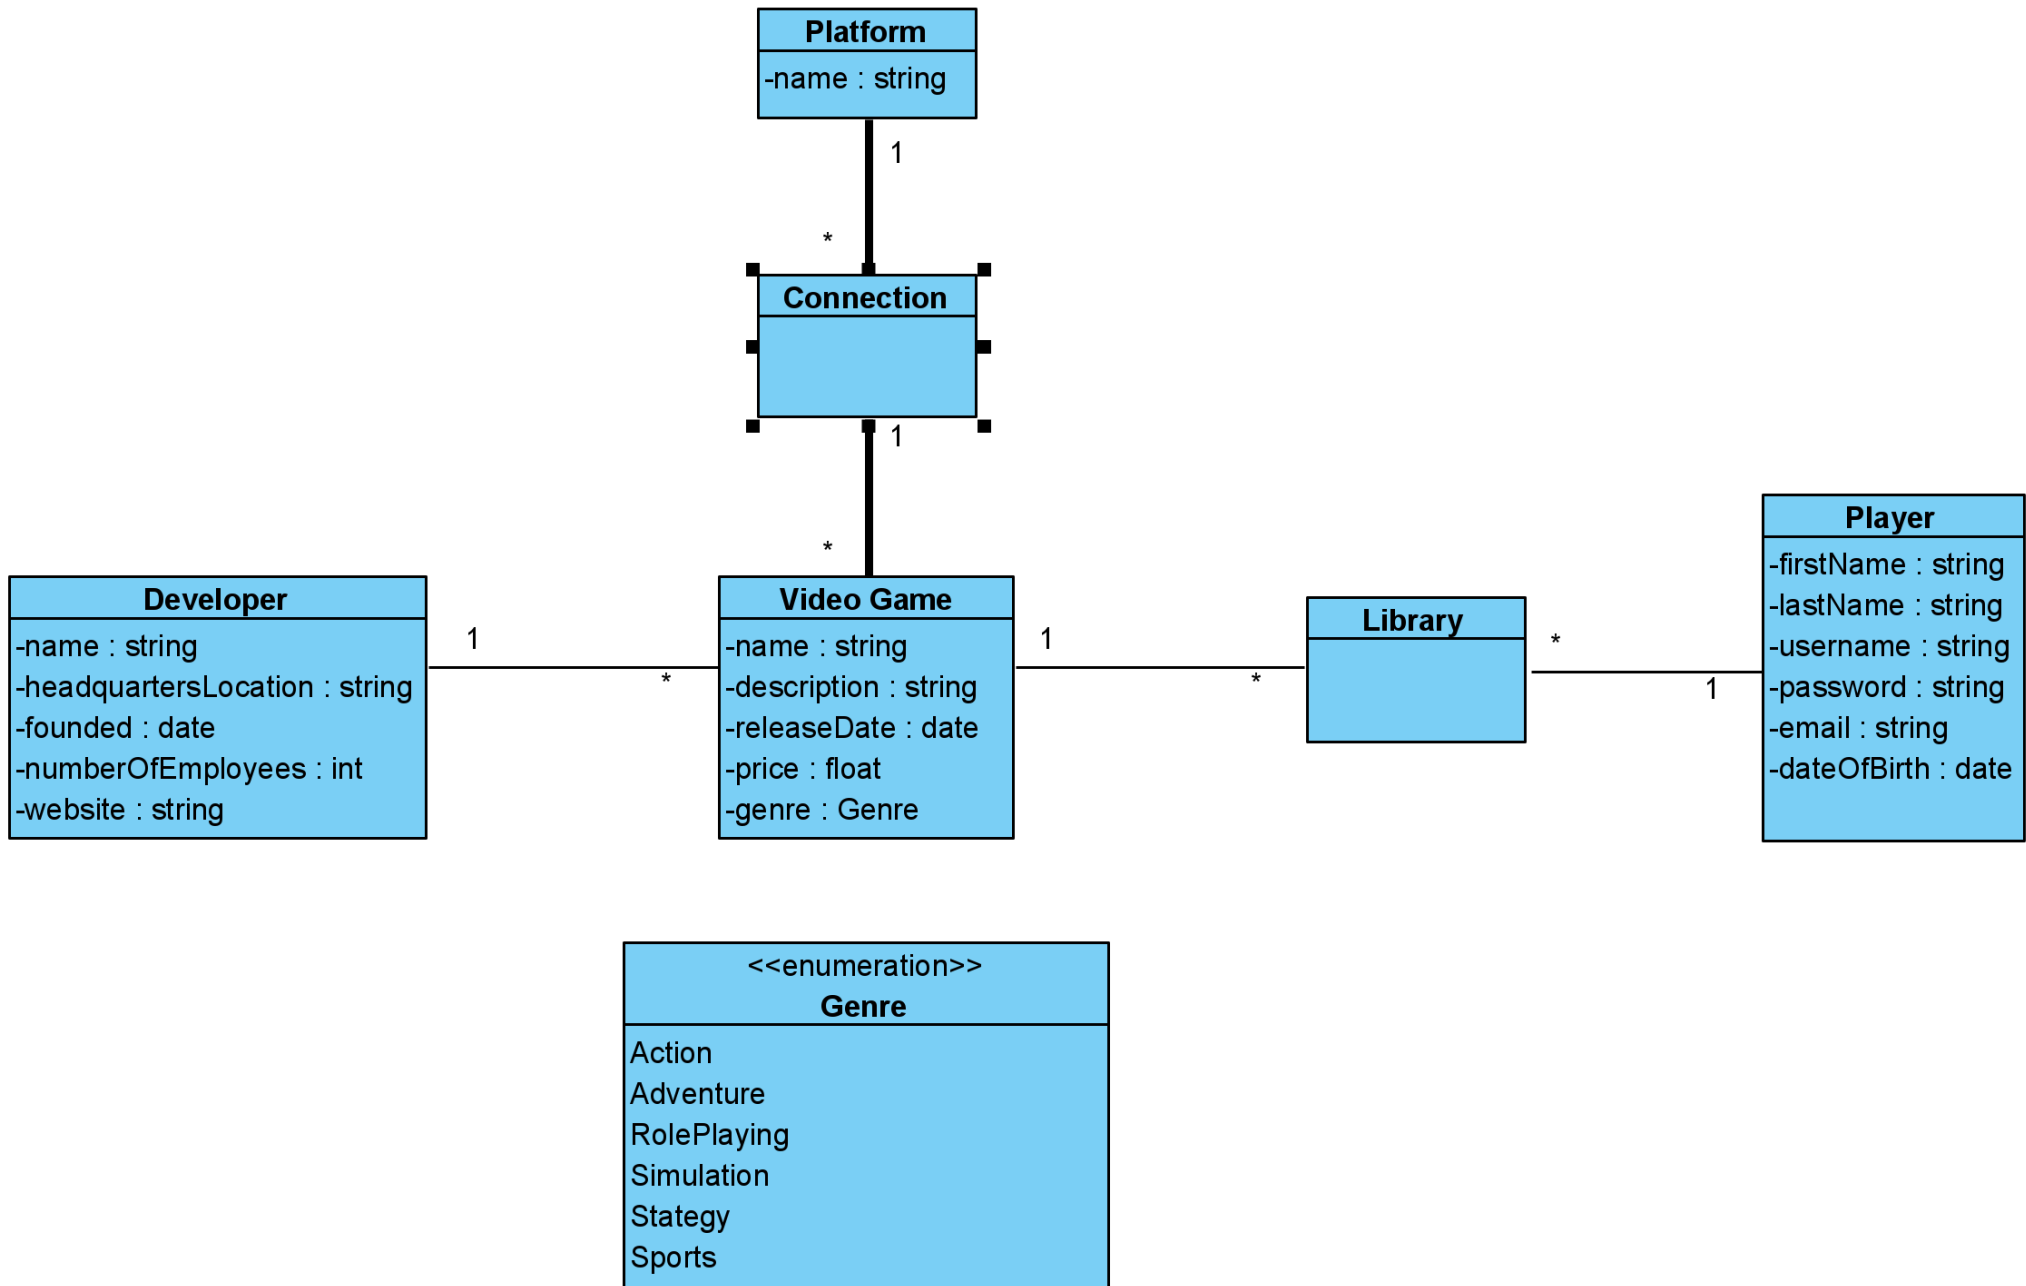 Platform
-name : string
1
*
Connection
1
*
Developer
-name : string
-headquartersLocation : string
-founded : date
-numberOfEmployees : int
-website : string
1
*
Video Game
-name : string
-description : string
-releaseDate : date
-price : float
-genre : Genre
1
*
Library
*
1
Player
-firstName : string
-lastName : string
-username : string
-password : string
-email : string
-dateOfBirth : date
<<enumeration>>
Genre
Action
Adventure
RolePlaying
Simulation
Stategy
Sports